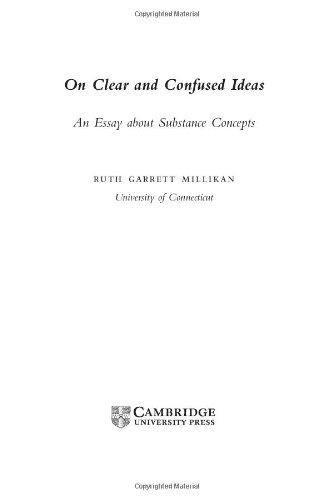 Copyrighted Material
On Clear and Confused Ideas
An Essay about Substance Concepts
RUTH GARRETT MILLIKAN
University of Connecticut
CAMBRIDGE
UNIVERSITY PRESS
Copyrighted Material